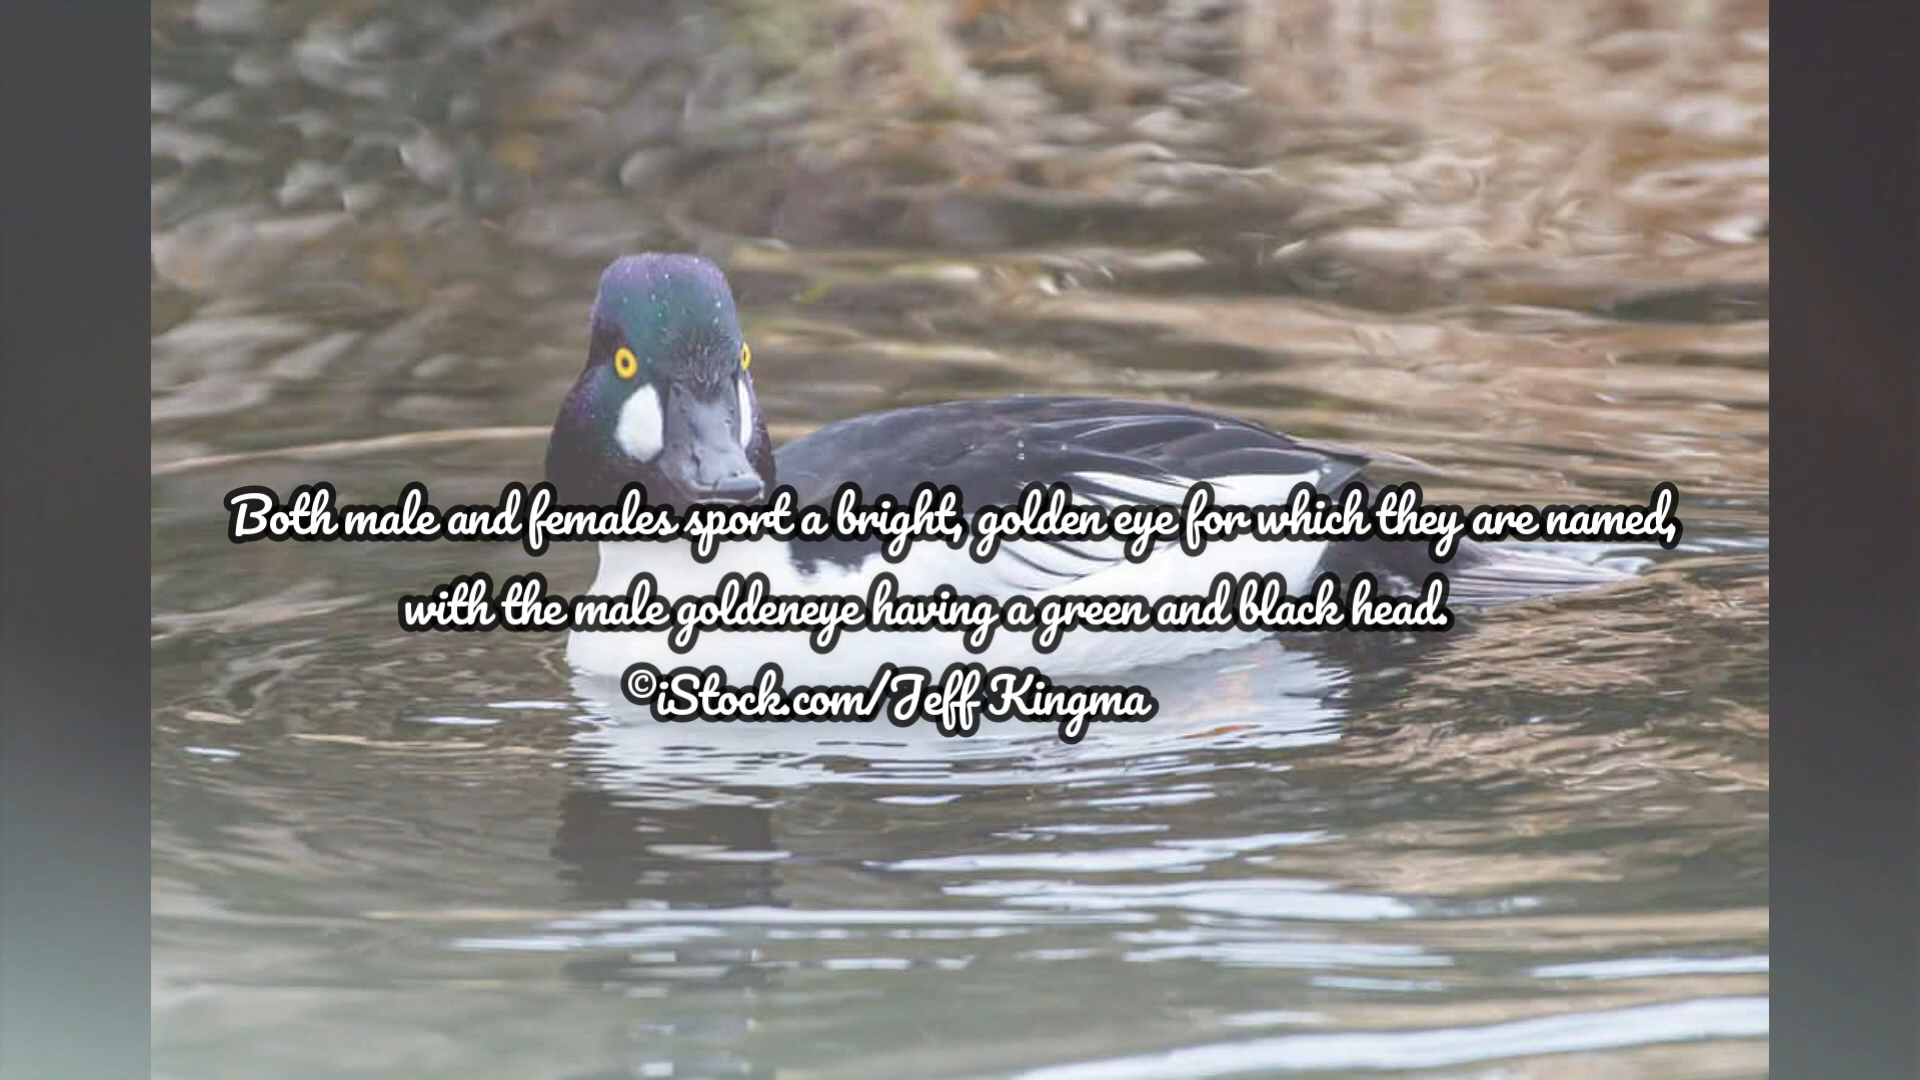 Both male and females sport a bright, golden eye for which they are named,
with the male goldeneye having a green and black head.
©iStock.com/Jeff Kingma